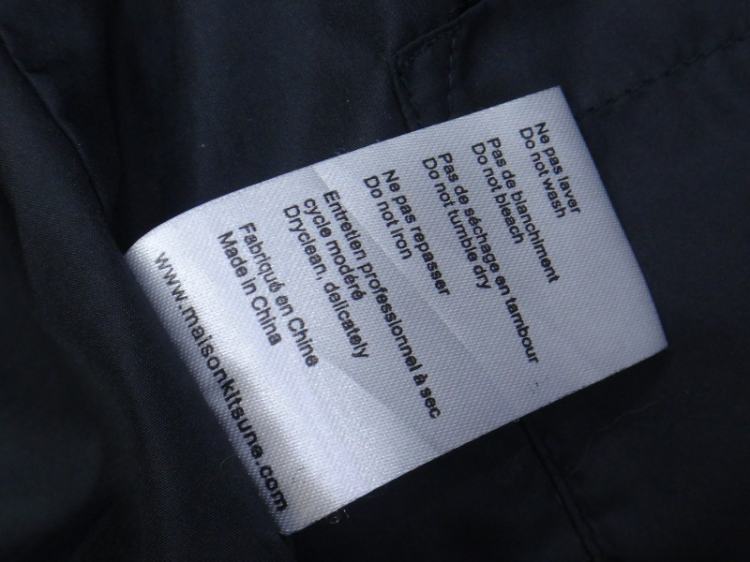 Ne pas laver
Do not wash
Pas de blanchiment
Do not bleach
Pas de séchage en tambour
Do not tumble dry
Ne pas repasser
Do not iron
Entretien professionnel à sec
cycle modéré
Dryclean, delicately
Fabriqué en Chine
Made in China
www.maisonkitsune.com